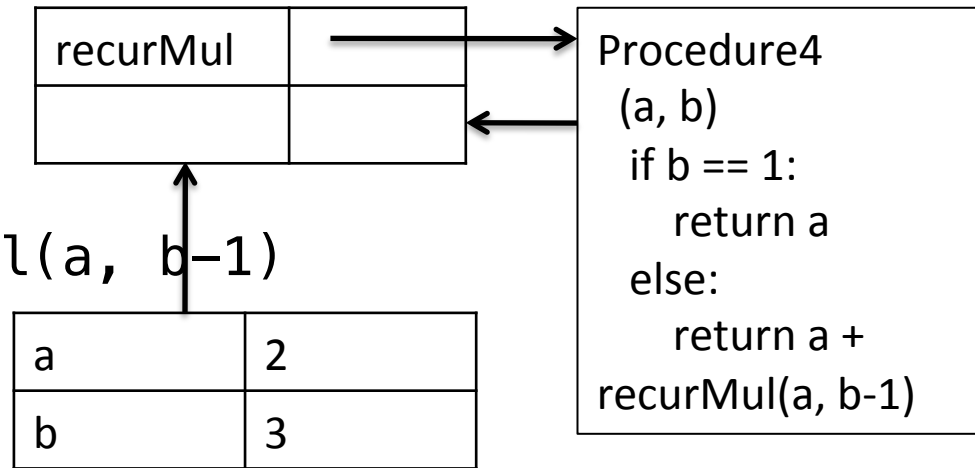 recurMul
Procedure4
(a, b)
if b == 1:
return a
else:
return a +
recurMul(a, b-1)
l(a, b-1)
a 2
b 3